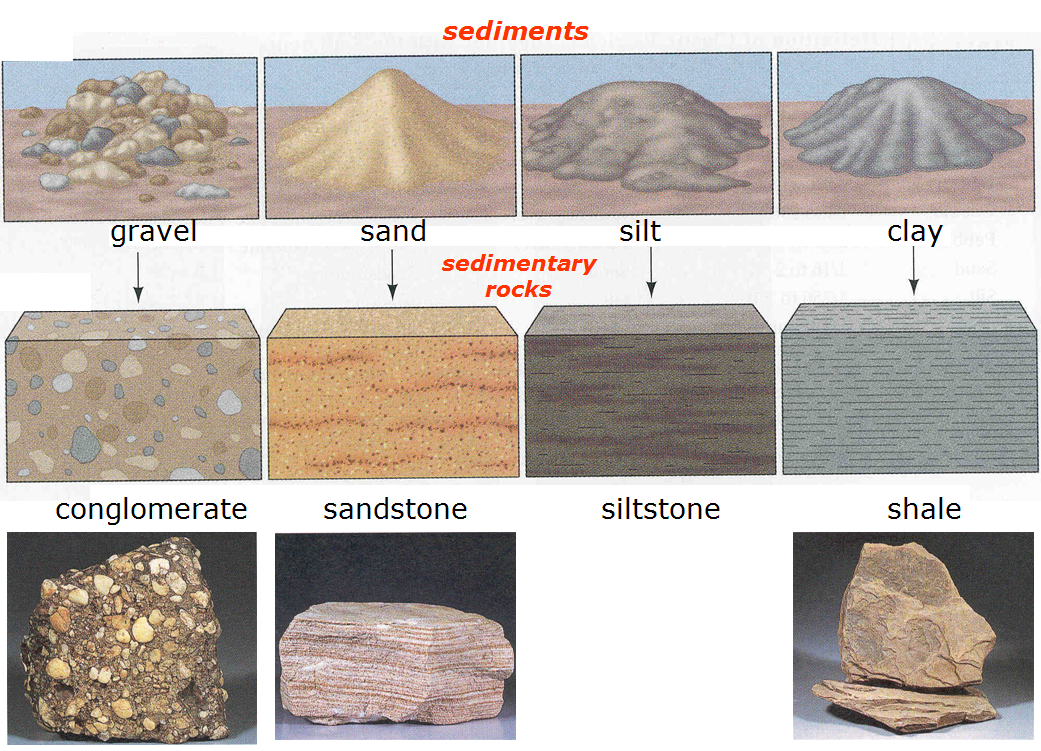 sediments
gravel
sand
silt
clay
sedimentary
rocks
conglomerate
sandstone
siltstone
shale